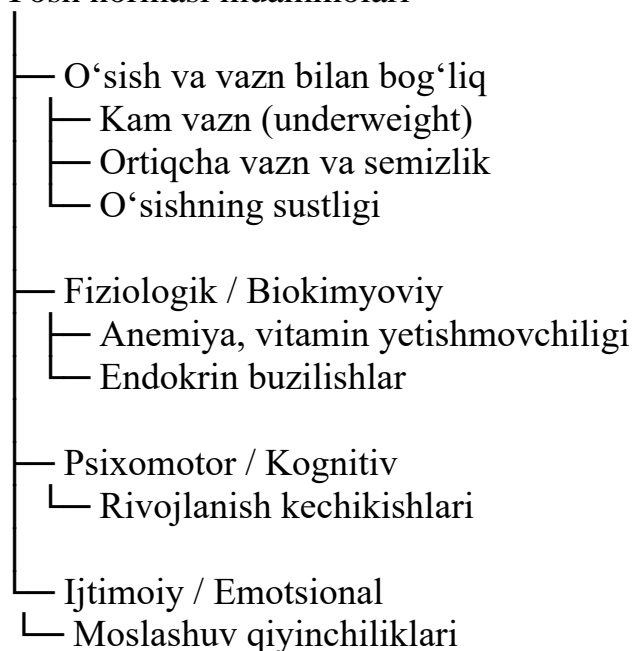 Yosh normasi muammolari
O‘sish va vazn bilan bog‘liq
Kam vazn (underweight)
Ortiqcha vazn va semizlik
O‘sishning sustligi
Fiziologik / Biokimyoviy
Anemiya, vitamin yetishmovchiligi
Endokrin buzilishlar
Psixomotor / Kognitiv
Rivojlanish kechikishlari
Ijtimoiy / Emotsional
Moslashuv qiyinchiliklari